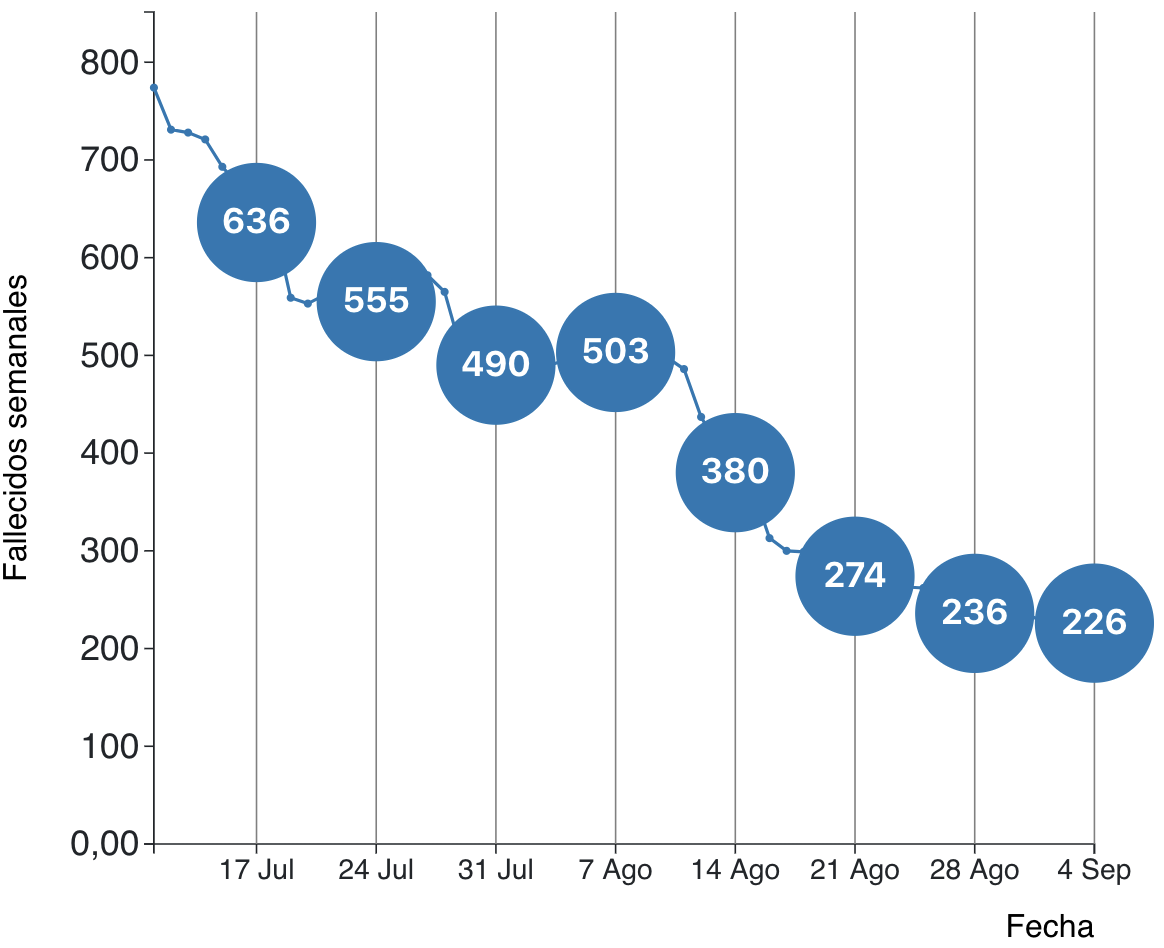 Fallecidos semanales
800
700
600
500
400
300
200
100
0,00
636
555
490
503
380
274
236
226
17 Jul
24 Jul
31 Jul
7 Ago
14 Ago
21 Ago
28 Ago
4 Sep
Fecha